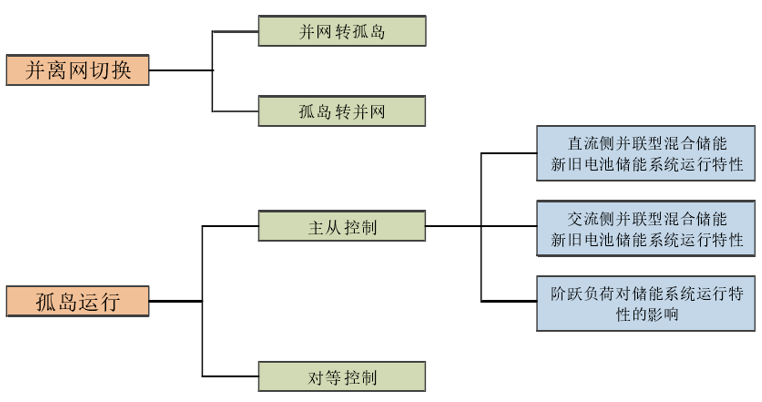 并网转孤岛
并离网切换
孤岛转并网
直流侧并联型混合储能
新旧电池储能系统运行特性
交流侧并联型混合储能
新旧电池储能系统运行特性
主从控制
孤岛运行
阶跃负荷对储能系统运行特
性的影响
对等控制